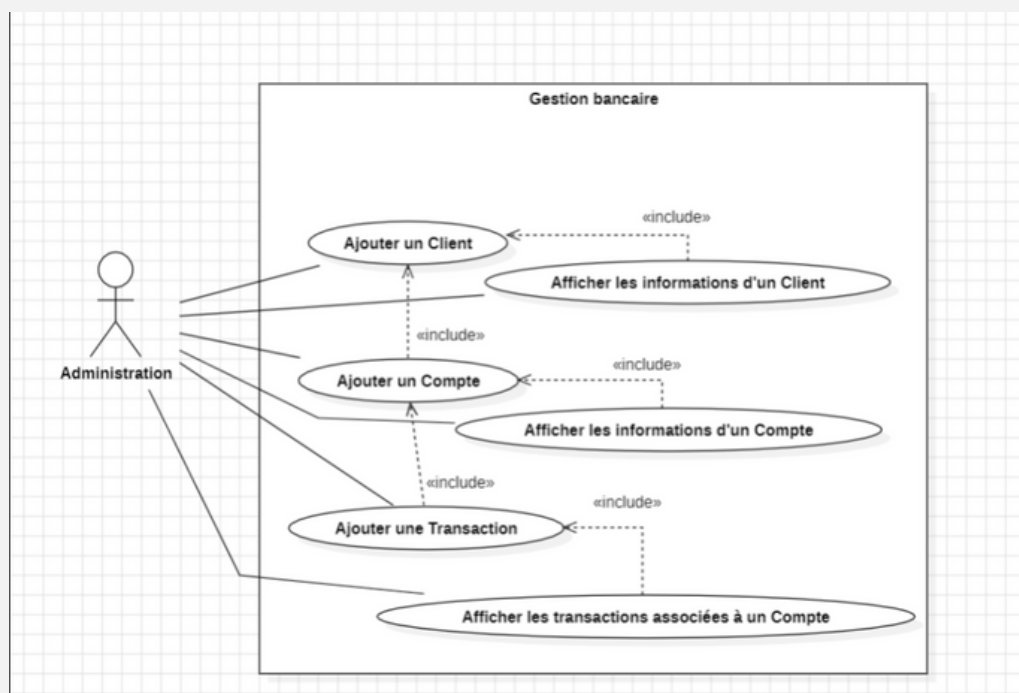 Gestion bancaire
«include»
Ajouter un Client
Afficher les informations d'un Client
«include»
«include»
Administration
Ajouter un Compte
Afficher les informations d'un Compte
«include»
«include»
Ajouter une Transaction
Afficher les transactions associées à un Compte